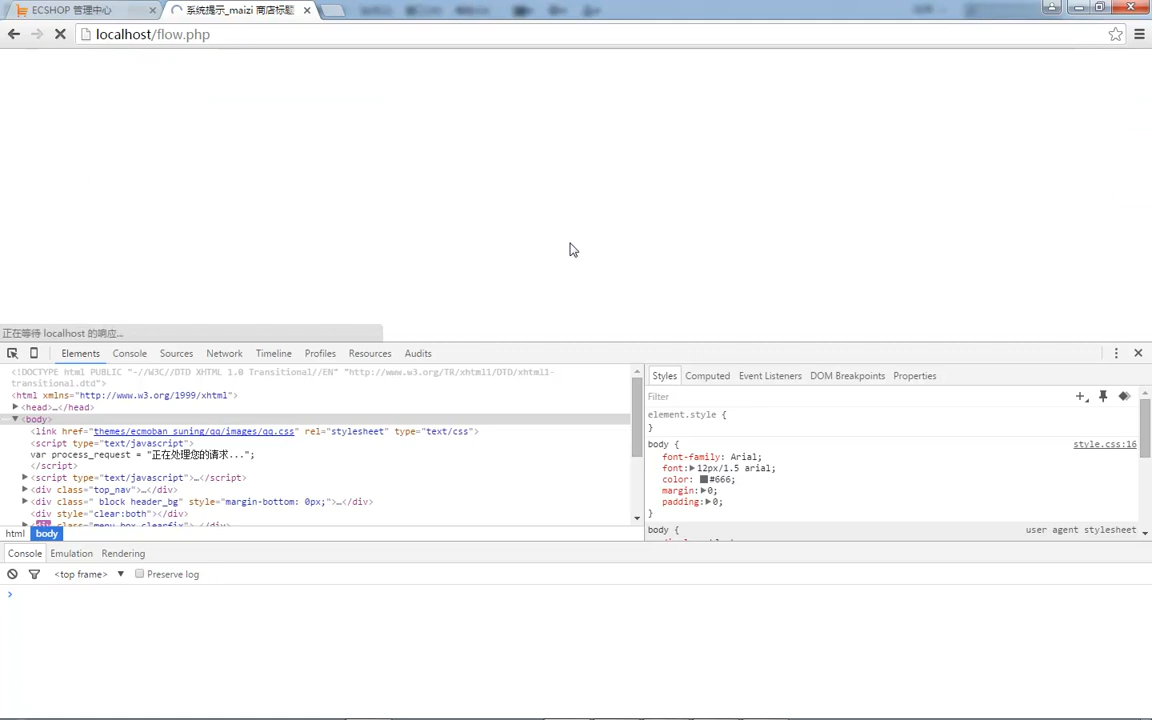 ECSHOP 管理中心
系统提示_maizi 商店标题
localhost/flow.php
正在等待 localhost 的响应...
Elements Console Sources Network Timeline Profiles Resources Audits
<!DOCTYPE html PUBLIC "-//W3C//DTD XHTML 1.0 Transitional//EN" "http://www.w3.org/TR/xhtml1/DTD/xhtml1-
transitional.dtd">
<html xmlns="http://www.w3.org/1999/xhtml">
<head>…</head>
<body>
<link href="themes/ecmoban_suning/qq/images/qq.css" rel="stylesheet" type="text/css">
<script type="text/javascript">
var process_request = "正在处理您的请求...";
</script>
<script type="text/javascript">…</script>
<div class="top_nav">…</div>
<div class=" block header_bg" style="margin-bottom: 0px;">…</div>
<div style="clear:both"></div>
<div class="menu_box clearfix">…</div>
html body
Styles Computed Event Listeners DOM Breakpoints Properties
Filter
element.style {
}
body { style.css:16
font-family: Arial;
font: 12px/1.5 arial;
color: #666;
margin: 0;
padding: 0;
}
body { user agent stylesheet
Console Emulation Rendering
<top frame> Preserve log